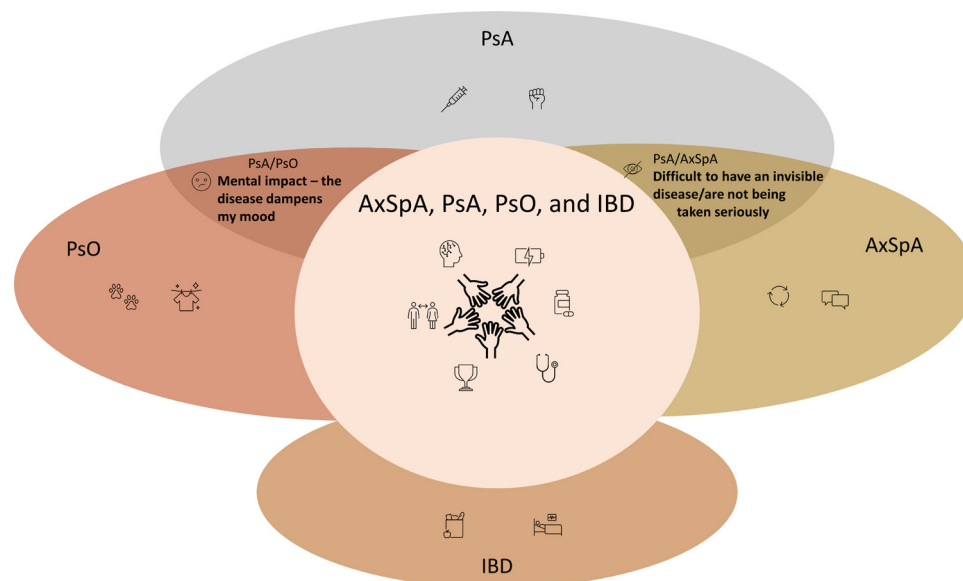 PsA
PsA/PsO
Mental impact – the
disease dampens
my mood
PsA/AxSpA
Difficult to have an invisible
disease/are not being
taken seriously
AxSpA, PsA, PsO, and IBD
PsO
AxSpA
IBD